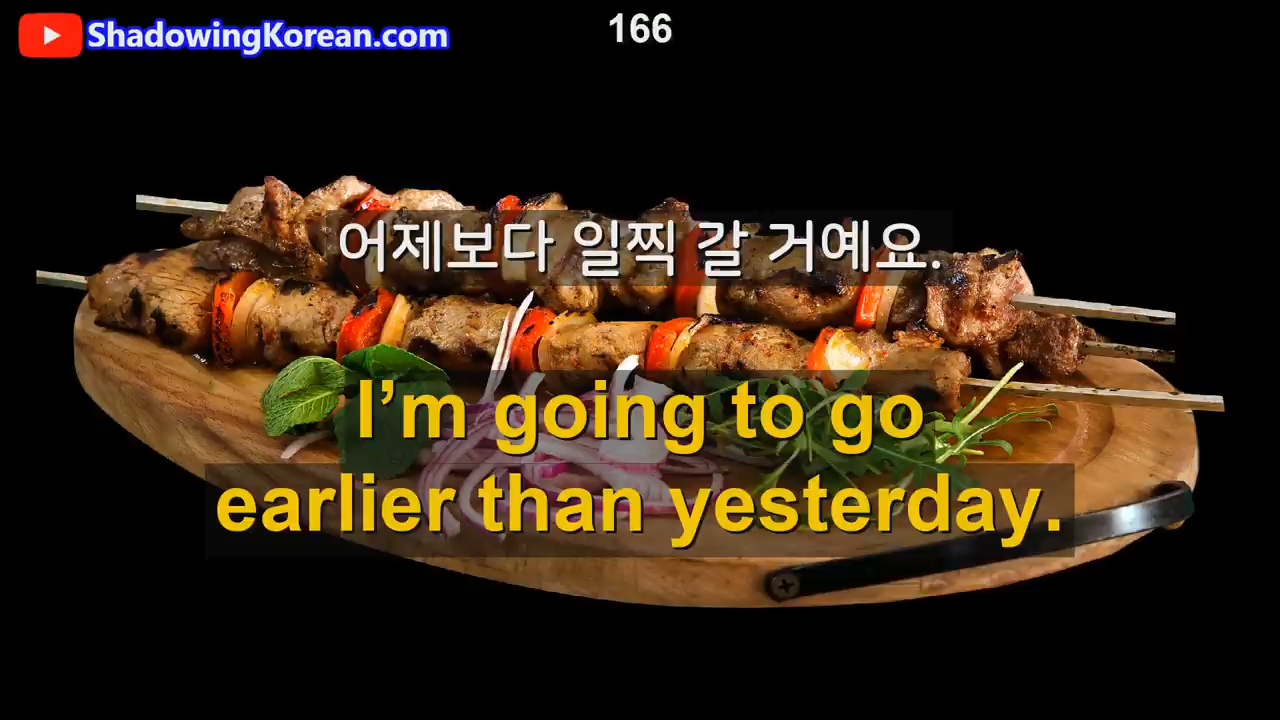 ShadowingKorean.com
166
어제보다 일찍 갈 거예요.
I'm going to go
earlier than yesterday.